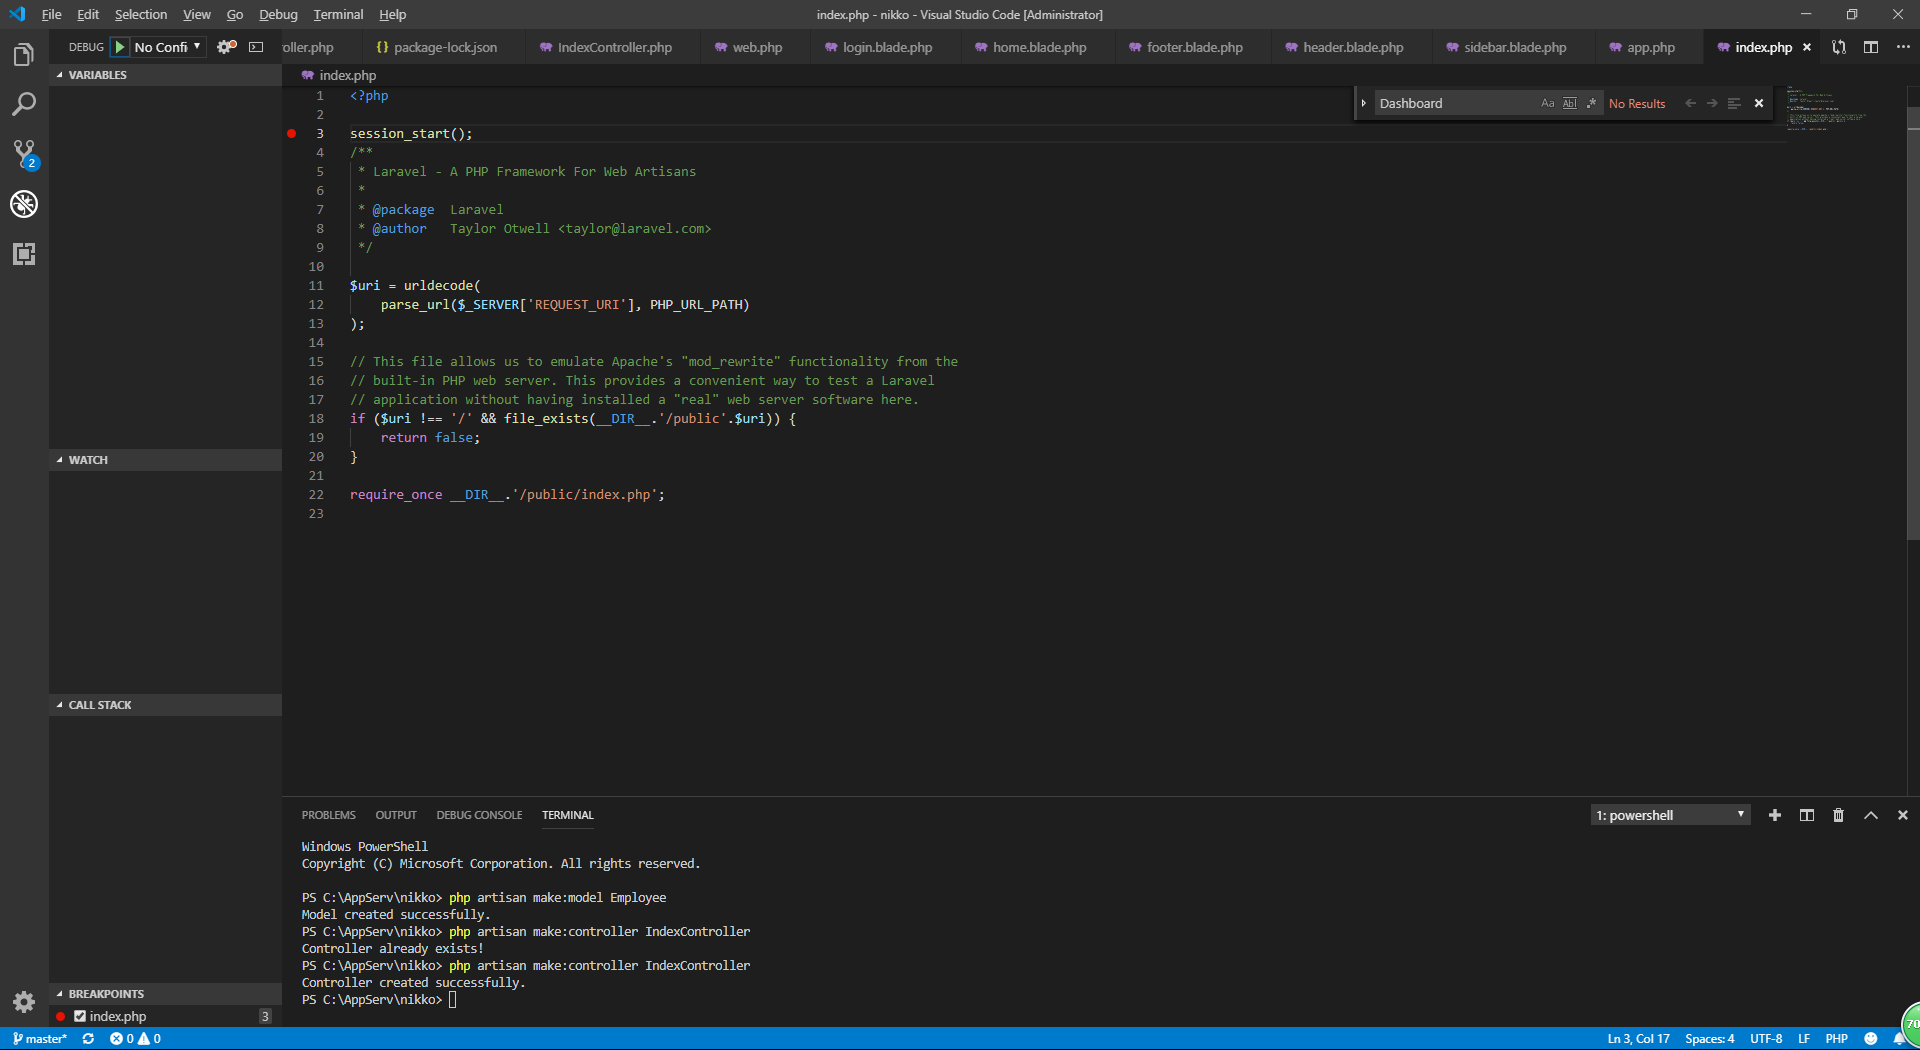 File Edit Selection View Go Debug Terminal Help
index.php - nikko - Visual Studio Code [Administrator]
DEBUG No Confi
oller.php package-lock.json IndexController.php web.php login.blade.php home.blade.php footer.blade.php header.blade.php sidebar.blade.php app.php index.php
VARIABLES
index.php
Dashboard Aa Abl .* No Results
1 <?php
2
3 session_start();
4 /**
5 * Laravel - A PHP Framework For Web Artisans
6 *
7 * @package  Laravel
8 * @author   Taylor Otwell <taylor@laravel.com>
9 */
10
11 $uri = urldecode(
12     parse_url($_SERVER['REQUEST_URI'], PHP_URL_PATH)
13 );
14
15 // This file allows us to emulate Apache's "mod_rewrite" functionality from the
16 // built-in PHP web server. This provides a convenient way to test a Laravel
17 // application without having installed a "real" web server software here.
18 if ($uri !== '/' && file_exists(__DIR__.'/public'.$uri)) {
19     return false;
20 }
21
22 require_once __DIR__.'/public/index.php';
23
2
WATCH
CALL STACK
BREAKPOINTS
index.php 3
PROBLEMS OUTPUT DEBUG CONSOLE TERMINAL
1: powershell
Windows PowerShell
Copyright (C) Microsoft Corporation. All rights reserved.
PS C:\AppServ\nikko> php artisan make:model Employee
Model created successfully.
PS C:\AppServ\nikko> php artisan make:controller IndexController
Controller already exists!
PS C:\AppServ\nikko> php artisan make:controller IndexController
Controller created successfully.
PS C:\AppServ\nikko>
master* 0 0
Ln 3, Col 17 Spaces: 4 UTF-8 LF PHP
70